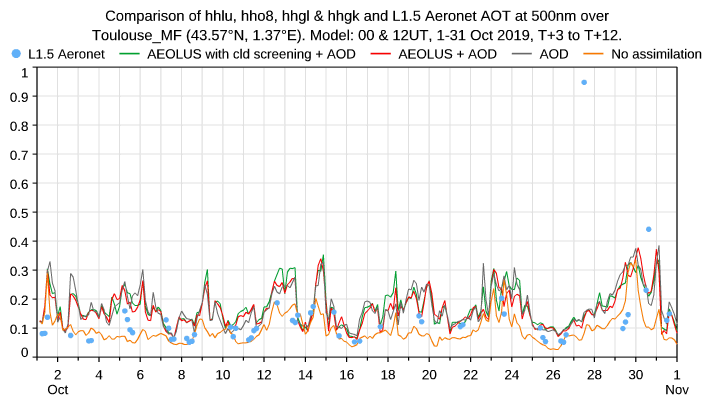 Comparison of hhlu, hho8, hhgl & hhgk and L1.5 Aeronet AOT at 500nm over
Toulouse_MF (43.57°N, 1.37°E). Model: 00 & 12UT, 1-31 Oct 2019, T+3 to T+12.
L1.5 Aeronet AEOLUS with cld screening + AOD AEOLUS + AOD AOD No assimilation
1
0.9
0.8
0.7
0.6
0.5
0.4
0.3
0.2
0.1
0
2 4 6 8 10 12 14 16 18 20 22 24 26 28 30 1
Oct Nov